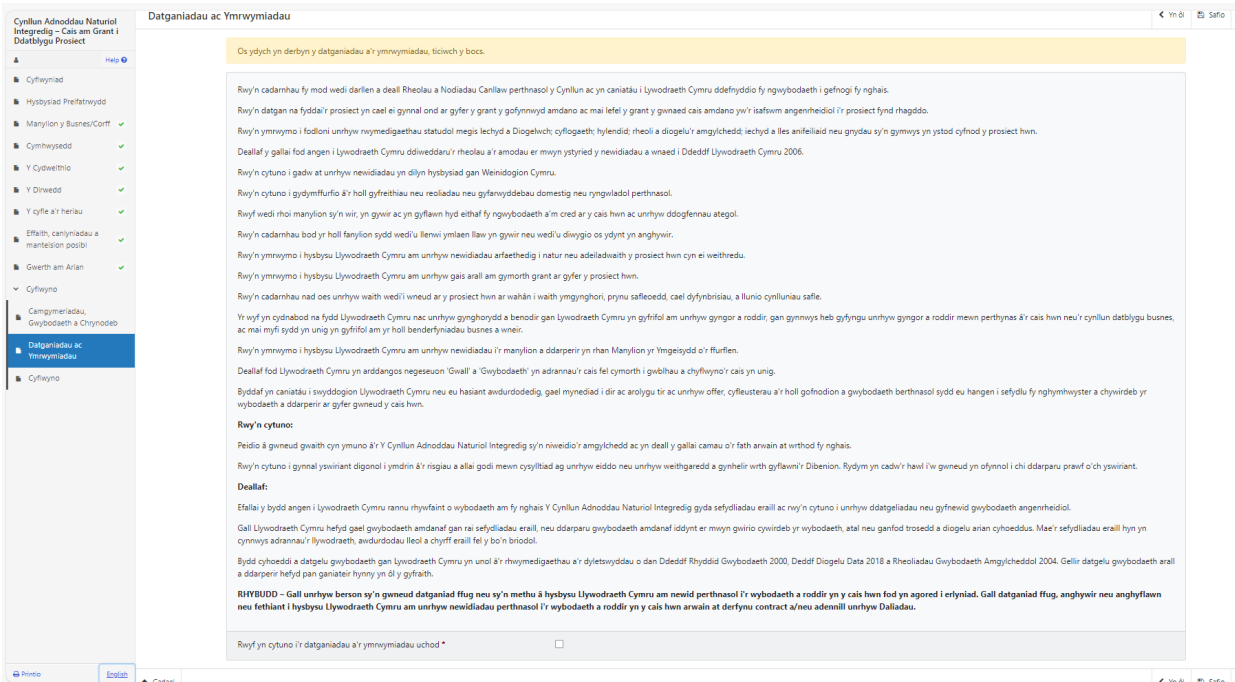 Cynllun Adnoddau Naturiol
Integredig – Cais am Grant i
Ddatblygu Prosiect
Help
Cyflwyniad
Hysbysiad Preifatrwydd
Manylion y Busnes/Corff
Cymhwysedd
Y Cydweithio
Y Dirwedd
Y cyfle a'r heriau
Effaith, canlyniadau a
manteision posibl
Gwerth am Arian
Cyflwyno
Camgymeriadau,
Gwybodaeth a Chrynodeb
Datganiadau ac
Ymrwymiadau
Cyflwyno
Printio
English
Datganiadau ac Ymrwymiadau
Yn ôl
Safio
Os ydych yn derbyn y datganiadau a'r ymrwymiadau, ticiwch y bocs.
Rwy'n cadarnhau fy mod wedi darllen a deall Rheolau a Nodiadau Canllaw perthnasol y Cynllun ac yn caniatáu i Lywodraeth Cymru ddefnyddio fy ngwybodaeth i gefnogi fy nghais.
Rwy'n datgan na fyddai'r prosiect yn cael ei gynnal ond ar gyfer y grant y gofynnwyd amdano ac mai lefel y grant y gwnaed cais amdano yw'r isafswm angenrheidiol i'r prosiect fynd rhagddo.
Rwy'n ymrwymo i fodloni unrhyw rwymedigaethau statudol megis Iechyd a Diogelwch; cyflogaeth; hylendid; rheoli a diogelu'r amgylchedd; iechyd a lles anifeiliaid neu gnydau sy'n gymwys yn ystod cyfnod y prosiect hwn.
Deallaf y gallai fod angen i Lywodraeth Cymru ddiweddaru'r rheolau a'r amodau er mwyn ystyried y newidiadau a wnaed i Ddeddf Llywodraeth Cymru 2006.
Rwy'n cytuno i gadw at unrhyw newidiadau yn dilyn hysbysiad gan Weinidogion Cymru.
Rwy'n cytuno i gydymffurfio â'r holl gyfreithiau neu reoliadau neu gyfarwyddebau domestig neu ryngwladol perthnasol.
Rwyf wedi rhoi manylion sy'n wir, yn gywir ac yn gyflawn hyd eithaf fy ngwybodaeth a'm cred ar y cais hwn ac unrhyw ddogfennau ategol.
Rwy'n cadarnhau bod yr holl fanylion sydd wedi'u llenwi ymlaen llaw yn gywir neu wedi'u diwygio os ydynt yn anghywir.
Rwy'n ymrwymo i hysbysu Llywodraeth Cymru am unrhyw newidiadau arfaethedig i natur neu adeiladwaith y prosiect hwn cyn ei weithredu.
Rwy'n ymrwymo i hysbysu Llywodraeth Cymru am unrhyw gais arall am gymorth grant ar gyfer y prosiect hwn.
Rwy'n cadarnhau nad oes unrhyw waith wedi'i wneud ar y prosiect hwn ar wahân i waith ymgynghori, prynu safleoedd, cael dyfynbrisiau, a llunio cynlluniau safle.
Yr wyf yn cydnabod na fydd Llywodraeth Cymru nac unrhyw gynghorydd a benodir gan Lywodraeth Cymru yn gyfrifol am unrhyw gyngor a roddir, gan gynnwys heb gyfyngu unrhyw gyngor a roddir mewn perthynas â'r cais hwn neu'r cynllun datblygu busnes,
ac mai myfi sydd yn unig yn gyfrifol am yr holl benderfyniadau busnes a wneir.
Rwy'n ymrwymo i hysbysu Llywodraeth Cymru am unrhyw newidiadau i'r manylion a ddarperir yn rhan Manylion yr Ymgeisydd o'r ffurflen.
Deallaf fod Llywodraeth Cymru yn arddangos negeseuon 'Gwall' a 'Gwybodaeth' yn adrannau'r cais fel cymorth i gwblhau a chyflwyno'r cais yn unig.
Byddaf yn caniatáu i swyddogion Llywodraeth Cymru neu eu hasiant awdurdodedig, gael mynediad i dir ac arolygu tir ac unrhyw offer, cyfleusterau a'r holl gofnodion a gwybodaeth berthnasol sydd eu hangen i sefydlu fy nghymhwyster a chywirdeb yr
wybodaeth a ddarperir ar gyfer gwneud y cais hwn.
Rwy'n cytuno:
Peidio â gwneud gwaith cyn ymuno â'r Y Cynllun Adnoddau Naturiol Integredig sy'n niweidio'r amgylchedd ac yn deall y gallai camau o'r fath arwain at wrthod fy nghais.
Rwy'n cytuno i gynnal yswiriant digonol i ymdrin â'r risgiau a allai godi mewn cysylltiad ag unrhyw eiddo neu unrhyw weithgaredd a gynhelir wrth gyflawni'r Dibenion. Rydym yn cadw'r hawl i'w gwneud yn ofynnol i chi ddarparu prawf o'ch yswiriant.
Deallaf:
Efallai y bydd angen i Lywodraeth Cymru rannu rhywfaint o wybodaeth am fy nghais Y Cynllun Adnoddau Naturiol Integredig gyda sefydliadau eraill ac rwy'n cytuno i unrhyw ddatgeliadau neu gyfnewid gwybodaeth angenrheidiol.
Gall Llywodraeth Cymru hefyd gael gwybodaeth amdanaf gan rai sefydliadau eraill, neu ddarparu gwybodaeth amdanaf iddynt er mwyn gwirio cywirdeb yr wybodaeth, atal neu ganfod trosedd a diogelu arian cyhoeddus. Mae'r sefydliadau eraill hyn yn
cynnwys adrannau'r llywodraeth, awdurdodau lleol a chyrff eraill fel y bo'n briodol.
Bydd cyhoeddi a datgelu gwybodaeth gan Lywodraeth Cymru yn unol â'r rhwymedigaethau a'r dyletswyddau o dan Ddeddf Rhyddid Gwybodaeth 2000, Deddf Diogelu Data 2018 a Rheoliadau Gwybodaeth Amgylcheddol 2004. Gellir datgelu gwybodaeth arall
a ddarperir hefyd pan ganiateir hynny yn ôl y gyfraith.
RHYBUDD – Gall unrhyw berson sy'n gwneud datganiad ffug neu sy'n methu â hysbysu Llywodraeth Cymru am newid perthnasol i'r wybodaeth a roddir yn y cais hwn fod yn agored i erlyniad. Gall datganiad ffug, anghywir neu anghyflawn
neu fethiant i hysbysu Llywodraeth Cymru am unrhyw newidiadau perthnasol i'r wybodaeth a roddir yn y cais hwn arwain at derfynu contract a/neu adennill unrhyw Daliadau.
Rwyf yn cytuno i'r datganiadau a'r ymrwymiadau uchod *
Yn ôl
Safio